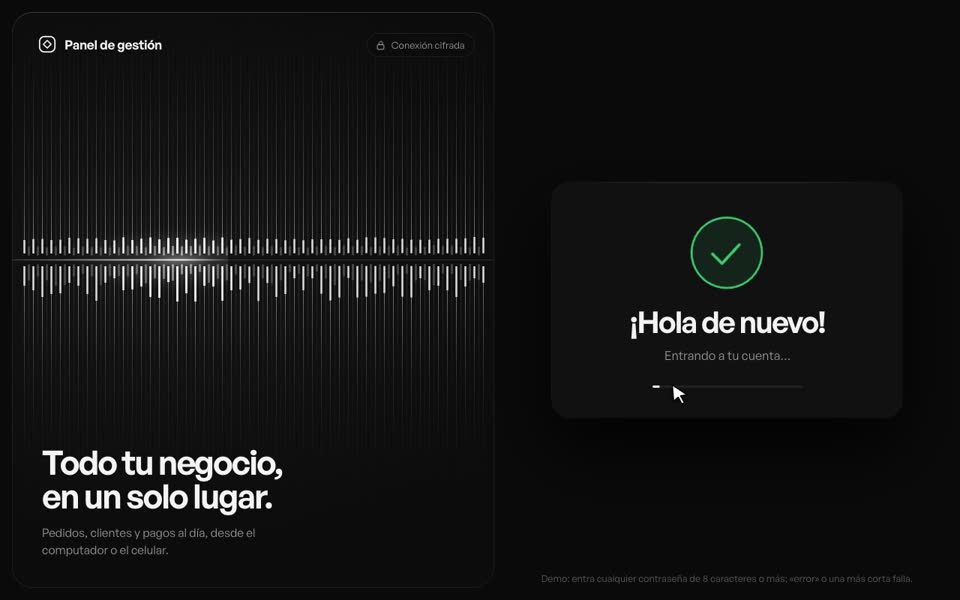 Panel de gestión
Conexión cifrada
Todo tu negocio,
en un solo lugar.
Pedidos, clientes y pagos al día, desde el
computador o el celular.
¡Hola de nuevo!
Entrando a tu cuenta...
Demo: entra cualquier contraseña de 8 caracteres o más; «error» o una más corta falla.